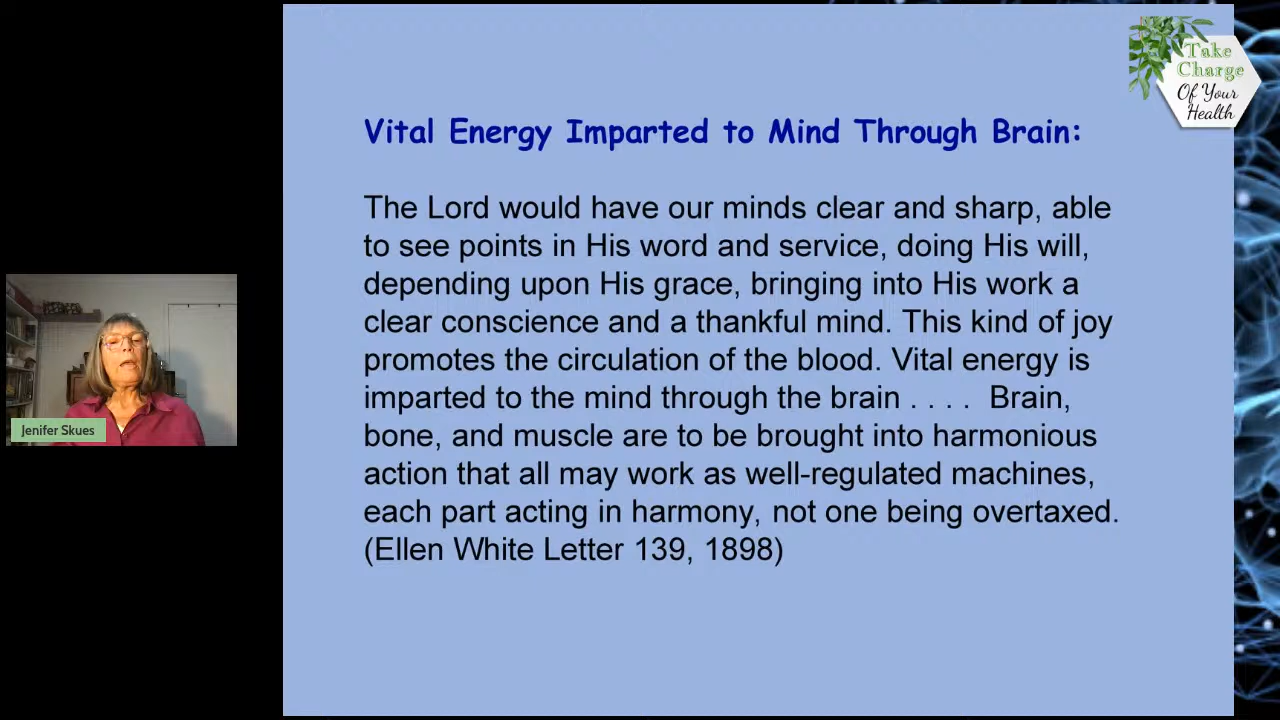 Take
Charge
Of Your
Health
Vital Energy Imparted to Mind Through Brain:
The Lord would have our minds clear and sharp, able
to see points in His word and service, doing His will,
depending upon His grace, bringing into His work a
clear conscience and a thankful mind. This kind of joy
promotes the circulation of the blood. Vital energy is
imparted to the mind through the brain . . . .  Brain,
bone, and muscle are to be brought into harmonious
action that all may work as well-regulated machines,
each part acting in harmony, not one being overtaxed.
(Ellen White Letter 139, 1898)
Jenifer Skues